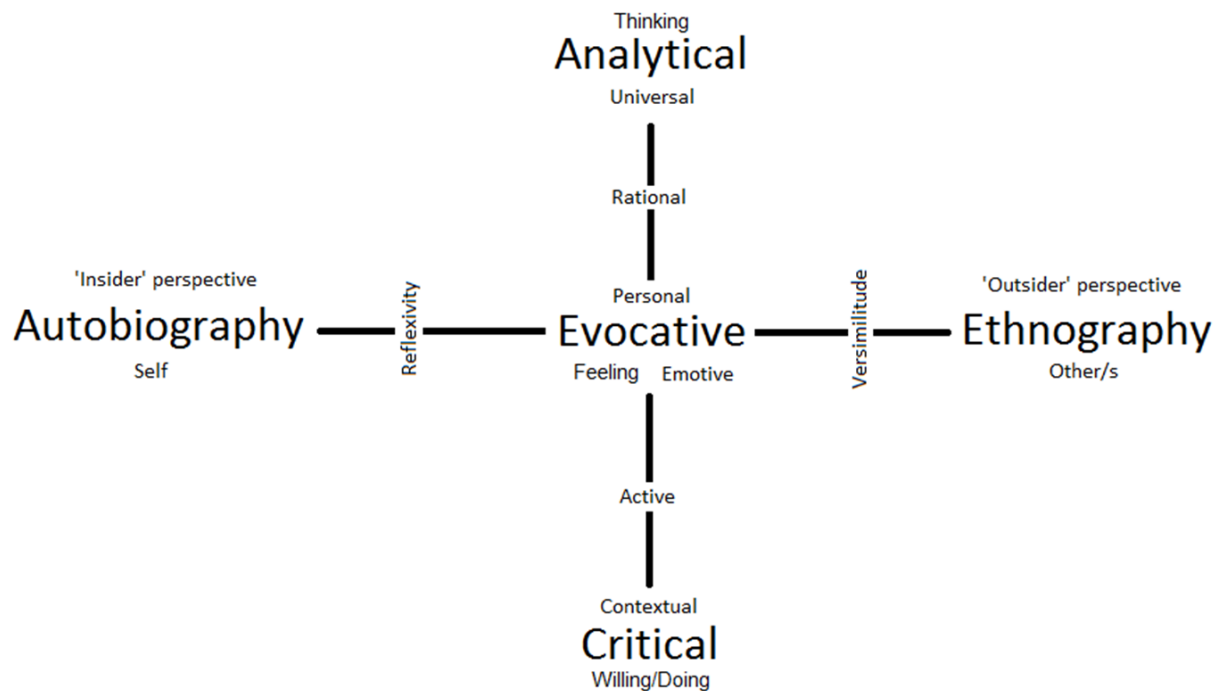 Thinking
Analytical
Universal
Rational
'Insider' perspective
Autobiography
Self
Reflexivity
Personal
Evocative
Feeling Emotive
Versimilitude
'Outsider' perspective
Ethnography
Other/s
Active
Contextual
Critical
Willing/Doing